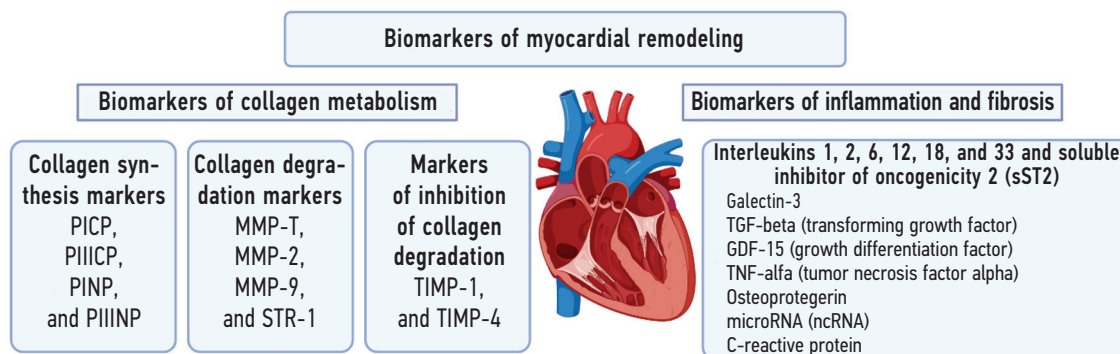 Biomarkers of myocardial remodeling
Biomarkers of collagen metabolism
Collagen syn-
thesis markers
PICP,
PIIICP,
PINP,
and PIIINP
Collagen degra-
dation markers
MMP-T,
MMP-2,
MMP-9,
and STR-1
Markers
of inhibition
of collagen
degradation
TIMP-1,
and TIMP-4
Biomarkers of inflammation and fibrosis
Interleukins 1, 2, 6, 12, 18, and 33 and soluble
inhibitor of oncogenicity 2 (sST2)
Galectin-3
TGF-beta (transforming growth factor)
GDF-15 (growth differentiation factor)
TNF-alfa (tumor necrosis factor alpha)
Osteoprotegerin
microRNA (ncRNA)
C-reactive protein